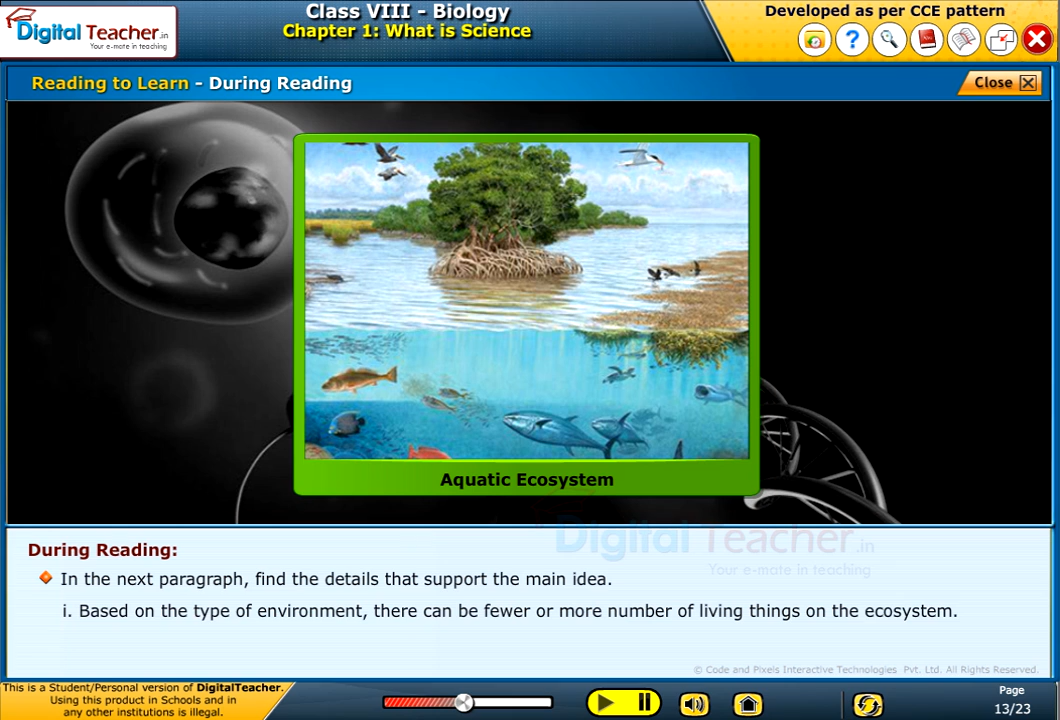 Digital Teacher.in
Your e-mate in teaching
Class VIII - Biology
Chapter 1: What is Science
Developed as per CCE pattern
?
Reading to Learn - During Reading
Close
Aquatic Ecosystem
Digital Teacher.in
Your e-mate in teaching
During Reading:
In the next paragraph, find the details that support the main idea.
i. Based on the type of environment, there can be fewer or more number of living things on the ecosystem.
© Code and Pixels Interactive Technologies Pvt. Ltd. All Rights Reserved.
This is a Student/Personal version of DigitalTeacher.
Using this product in Schools and in
any other institutions is illegal.
Page
13/23